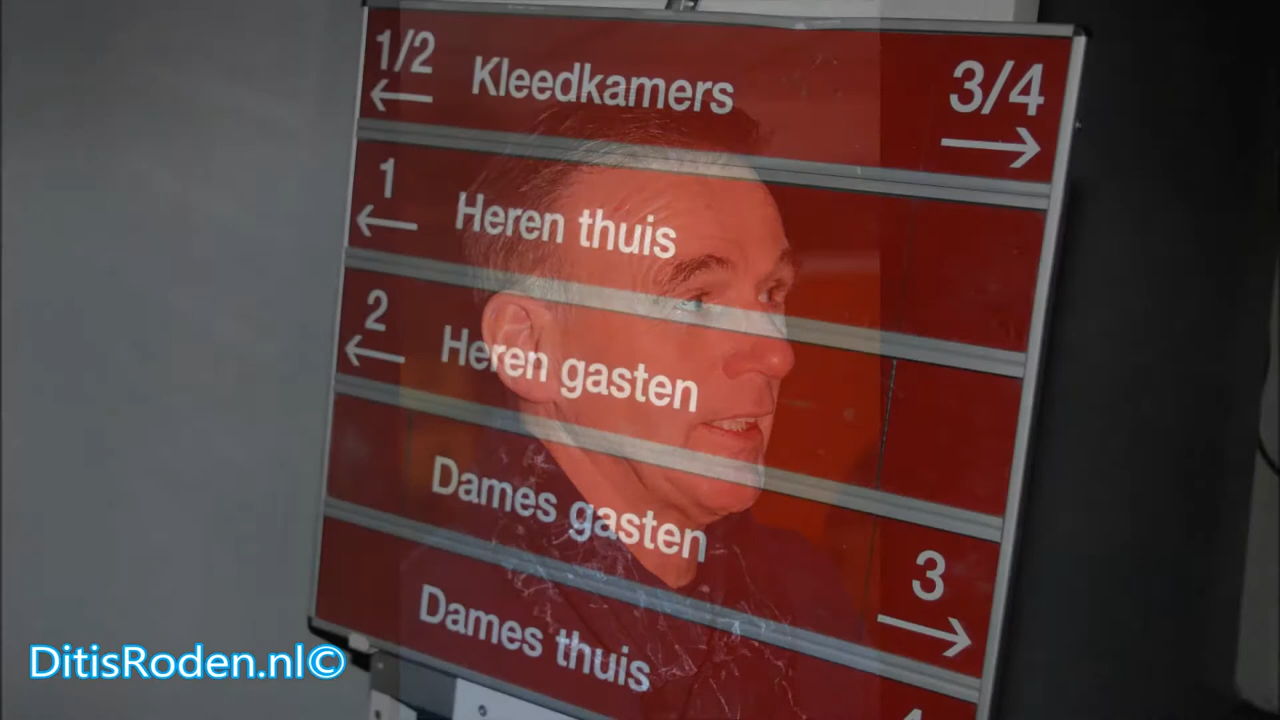 1/2 Kleedkamers 3/4
← →
1 Heren thuis
←
2 Heren gasten
←
Dames gasten 3
→
Dames thuis
DitisRoden.nl©